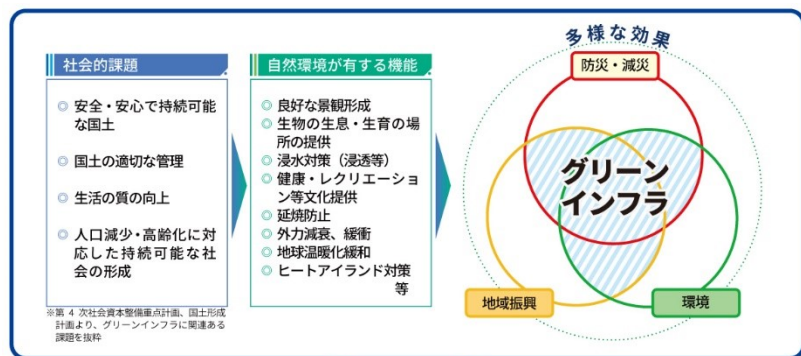 社会的課題
◎ 安全・安心で持続可能
な国土
◎ 国土の適切な管理
◎ 生活の質の向上
◎ 人口減少・高齢化に対
応した持続可能な社
会の形成
※第 4 次社会資本整備重点計画、国土形成
計画より、グリーンインフラに関連ある
課題を抜粋
自然環境が有する機能
◎ 良好な景観形成
◎ 生物の生息・生育の場
所の提供
◎ 浸水対策（浸透等）
◎ 健康・レクリエーショ
ン等文化提供
◎ 延焼防止
◎ 外力減衰、緩衝
◎ 地球温暖化緩和
◎ ヒートアイランド対策
等
多様な効果
防災・減災
グリーン
インフラ
地域振興
環境